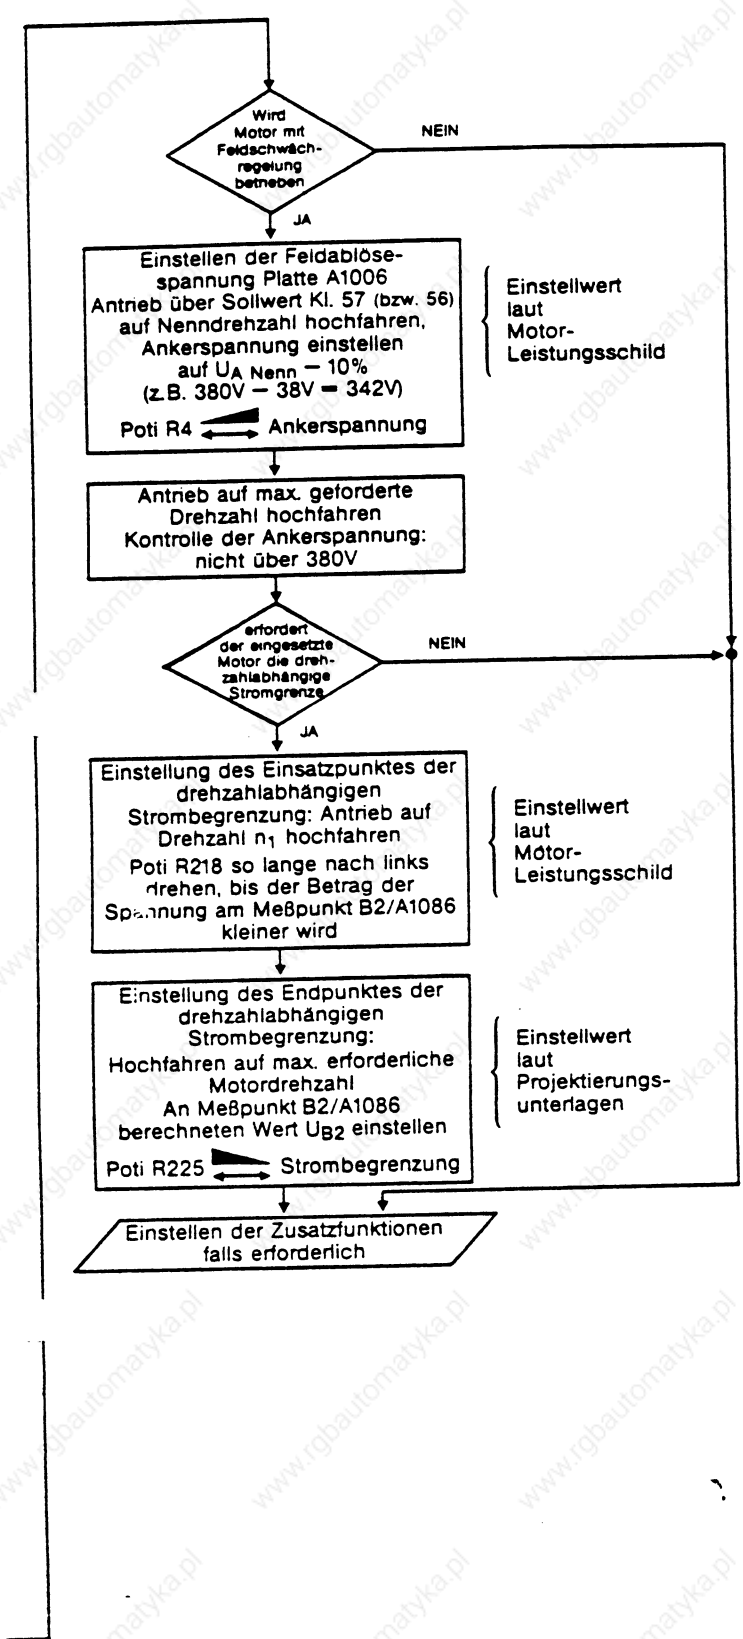 Wird
Motor mit
Feldschwäch-
regelung
betrieben
NEIN
JA
Einstellen der Feldablöse-
spannung Platte A1006
Antrieb über Sollwert Kl. 57 (bzw. 56)
auf Nenndrehzahl hochfahren,
Ankerspannung einstellen
auf UA Nenn – 10%
(z.B. 380V – 38V = 342V)
Poti R4 Ankerspannung
Einstellwert
laut
Motor-
Leistungsschild
Antrieb auf max. geforderte
Drehzahl hochfahren
Kontrolle der Ankerspannung:
nicht über 380V
erfordert
der eingesetzte
Motor die dreh-
zahlabhängige
Stromgrenze
NEIN
JA
Einstellung des Einsatzpunktes der
drehzahlabhängigen
Strombegrenzung: Antrieb auf
Drehzahl n1 hochfahren
Poti R218 so lange nach links
drehen, bis der Betrag der
Spannung am Meßpunkt B2/A1086
kleiner wird
Einstellwert
laut
Motor-
Leistungsschild
Einstellung des Endpunktes der
drehzahlabhängigen
Strombegrenzung:
Hochfahren auf max. erforderliche
Motordrehzahl
An Meßpunkt B2/A1086
berechneten Wert UB2 einstellen
Poti R225 Strombegrenzung
Einstellwert
laut
Projektierungs-
unterlagen
Einstellen der Zusatzfunktionen
falls erforderlich
www.rgbautomatyka.pl